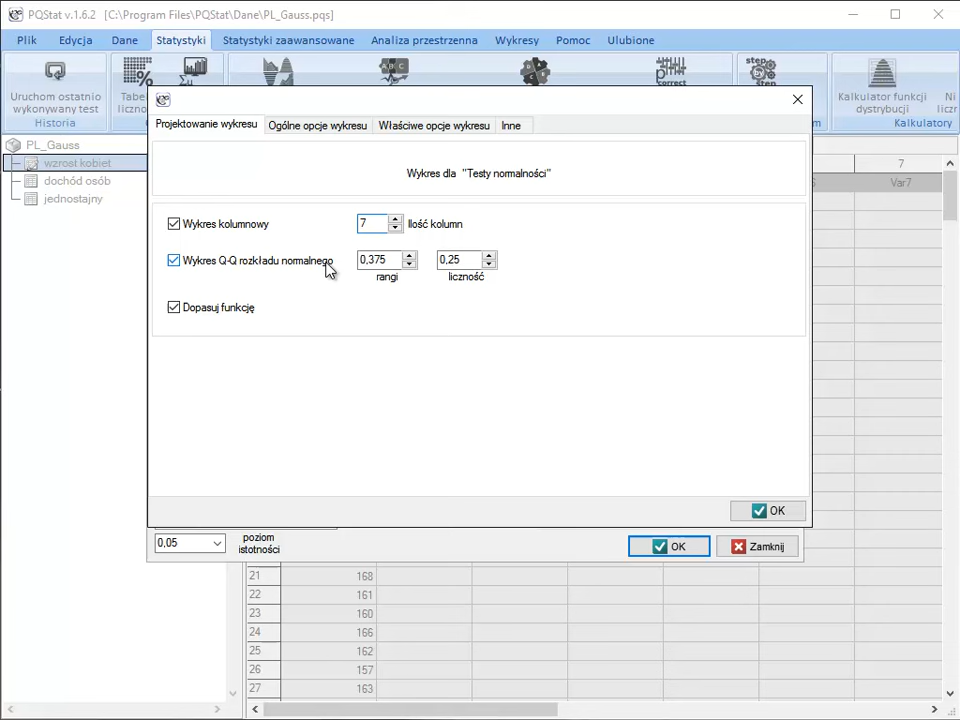 PQStat v.1.6.2 [C:\Program Files\PQStat\Dane\PL_Gauss.pqs]
Plik Edycja Dane Statystyki Statystyki zaawansowane Analiza przestrzenna Wykresy Pomoc Ulubione
Uruchom ostatnio
wykonywany test
Historia
Tabe
liczno
ABC
A B C D
correct
step
Kalkulator funkcji
dystrybucji
Ni
licz
m
Kalkulatory
Projektowanie wykresu Ogólne opcje wykresu Właściwe opcje wykresu Inne
Wykres dla "Testy normalności"
Wykres kolumnowy 7 Ilość kolumn
Wykres Q-Q rozkładu normalnego 0,375 0,25
rangi liczność
Dopasuj funkcję
OK
PL_Gauss
wzrost kobiet
dochód osób
jednostajny
7
Var7
0,05 poziom
istotności
OK Zamknij
21 168
22 161
23 160
24 166
25 162
26 157
27 163